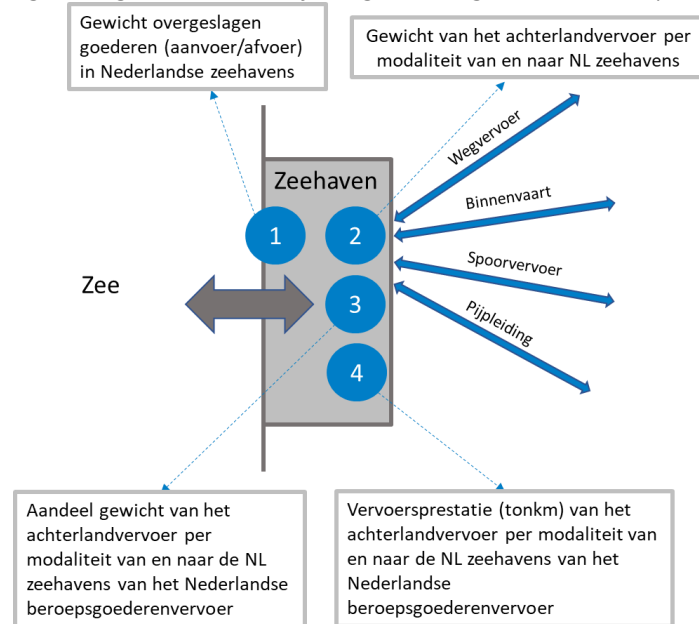 Gewicht overgeslagen
goederen (aanvoer/afvoer)
in Nederlandse zeehavens
Gewicht van het achterlandvervoer per
modaliteit van en naar NL zeehavens
Wegvervoer
Zeehaven
Binnenvaart
1
2
Spoorvervoer
Zee
3
Pijpleiding
4
Aandeel gewicht van het
achterlandvervoer per
modaliteit van en naar de NL
zeehavens van het Nederlandse
beroepsgoederenvervoer
Vervoersprestatie (tonkm) van het
achterlandvervoer per modaliteit van
en naar de NL zeehavens van het
Nederlandse
beroepsgoederenvervoer